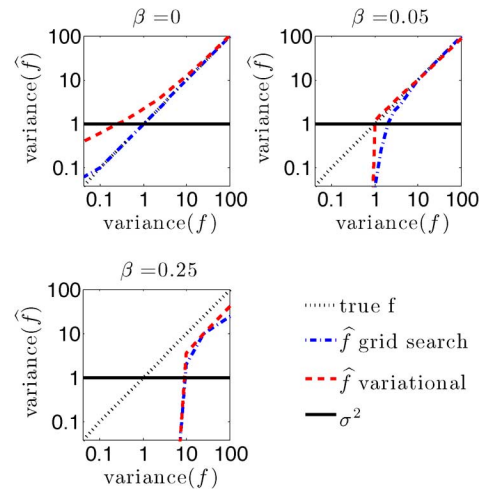 β = 0
β = 0.05
variance(f̂)
100
10
1
0.1
0.1 1 10 100
variance(f)
variance(f̂)
100
10
1
0.1
0.1 1 10 100
variance(f)
β = 0.25
variance(f̂)
100
10
1
0.1
0.1 1 10 100
variance(f)
true f
f̂ grid search
f̂ variational
σ²